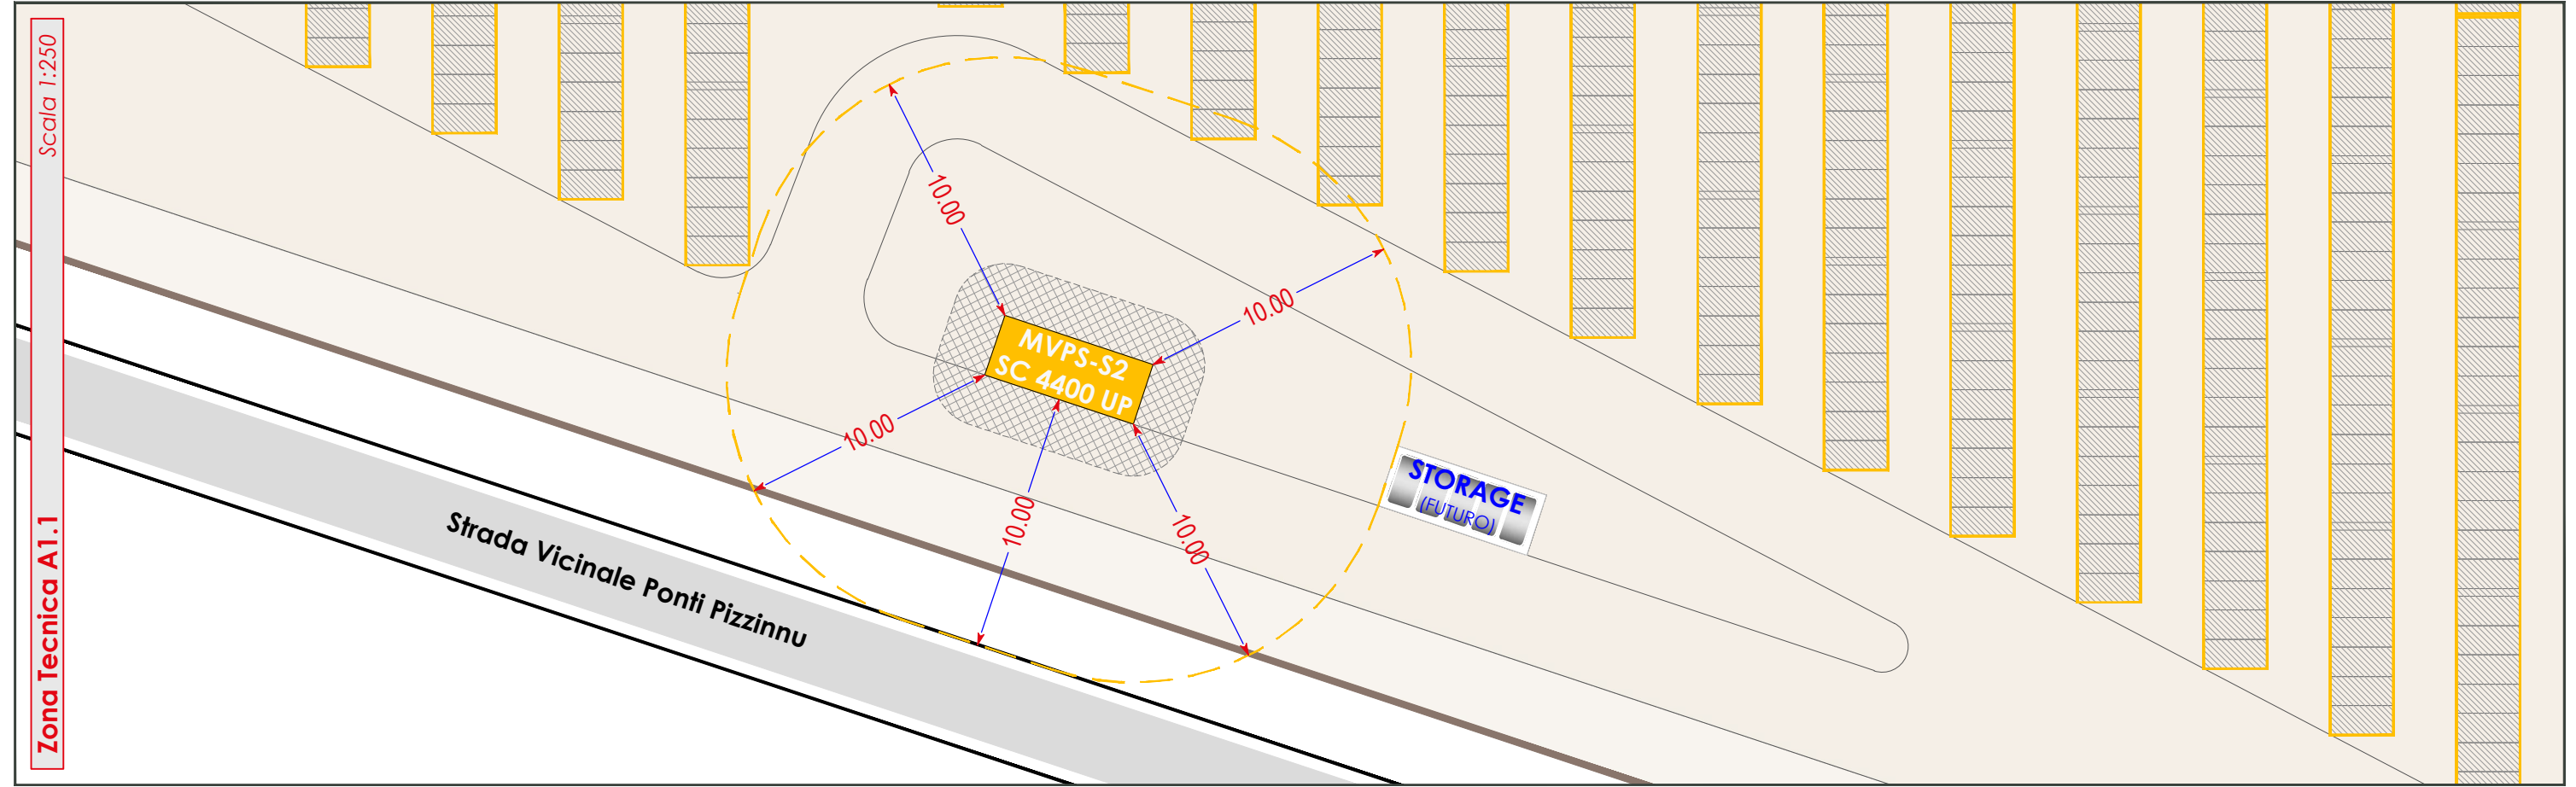 Scala 1:250
Zona Tecnica A1.1
10.00
10.00
MVPS-S2
SC 4400 UP
10.00
10.00
10.00
STORAGE
(FUTURO)
Strada Vicinale Ponti Pizzinnu